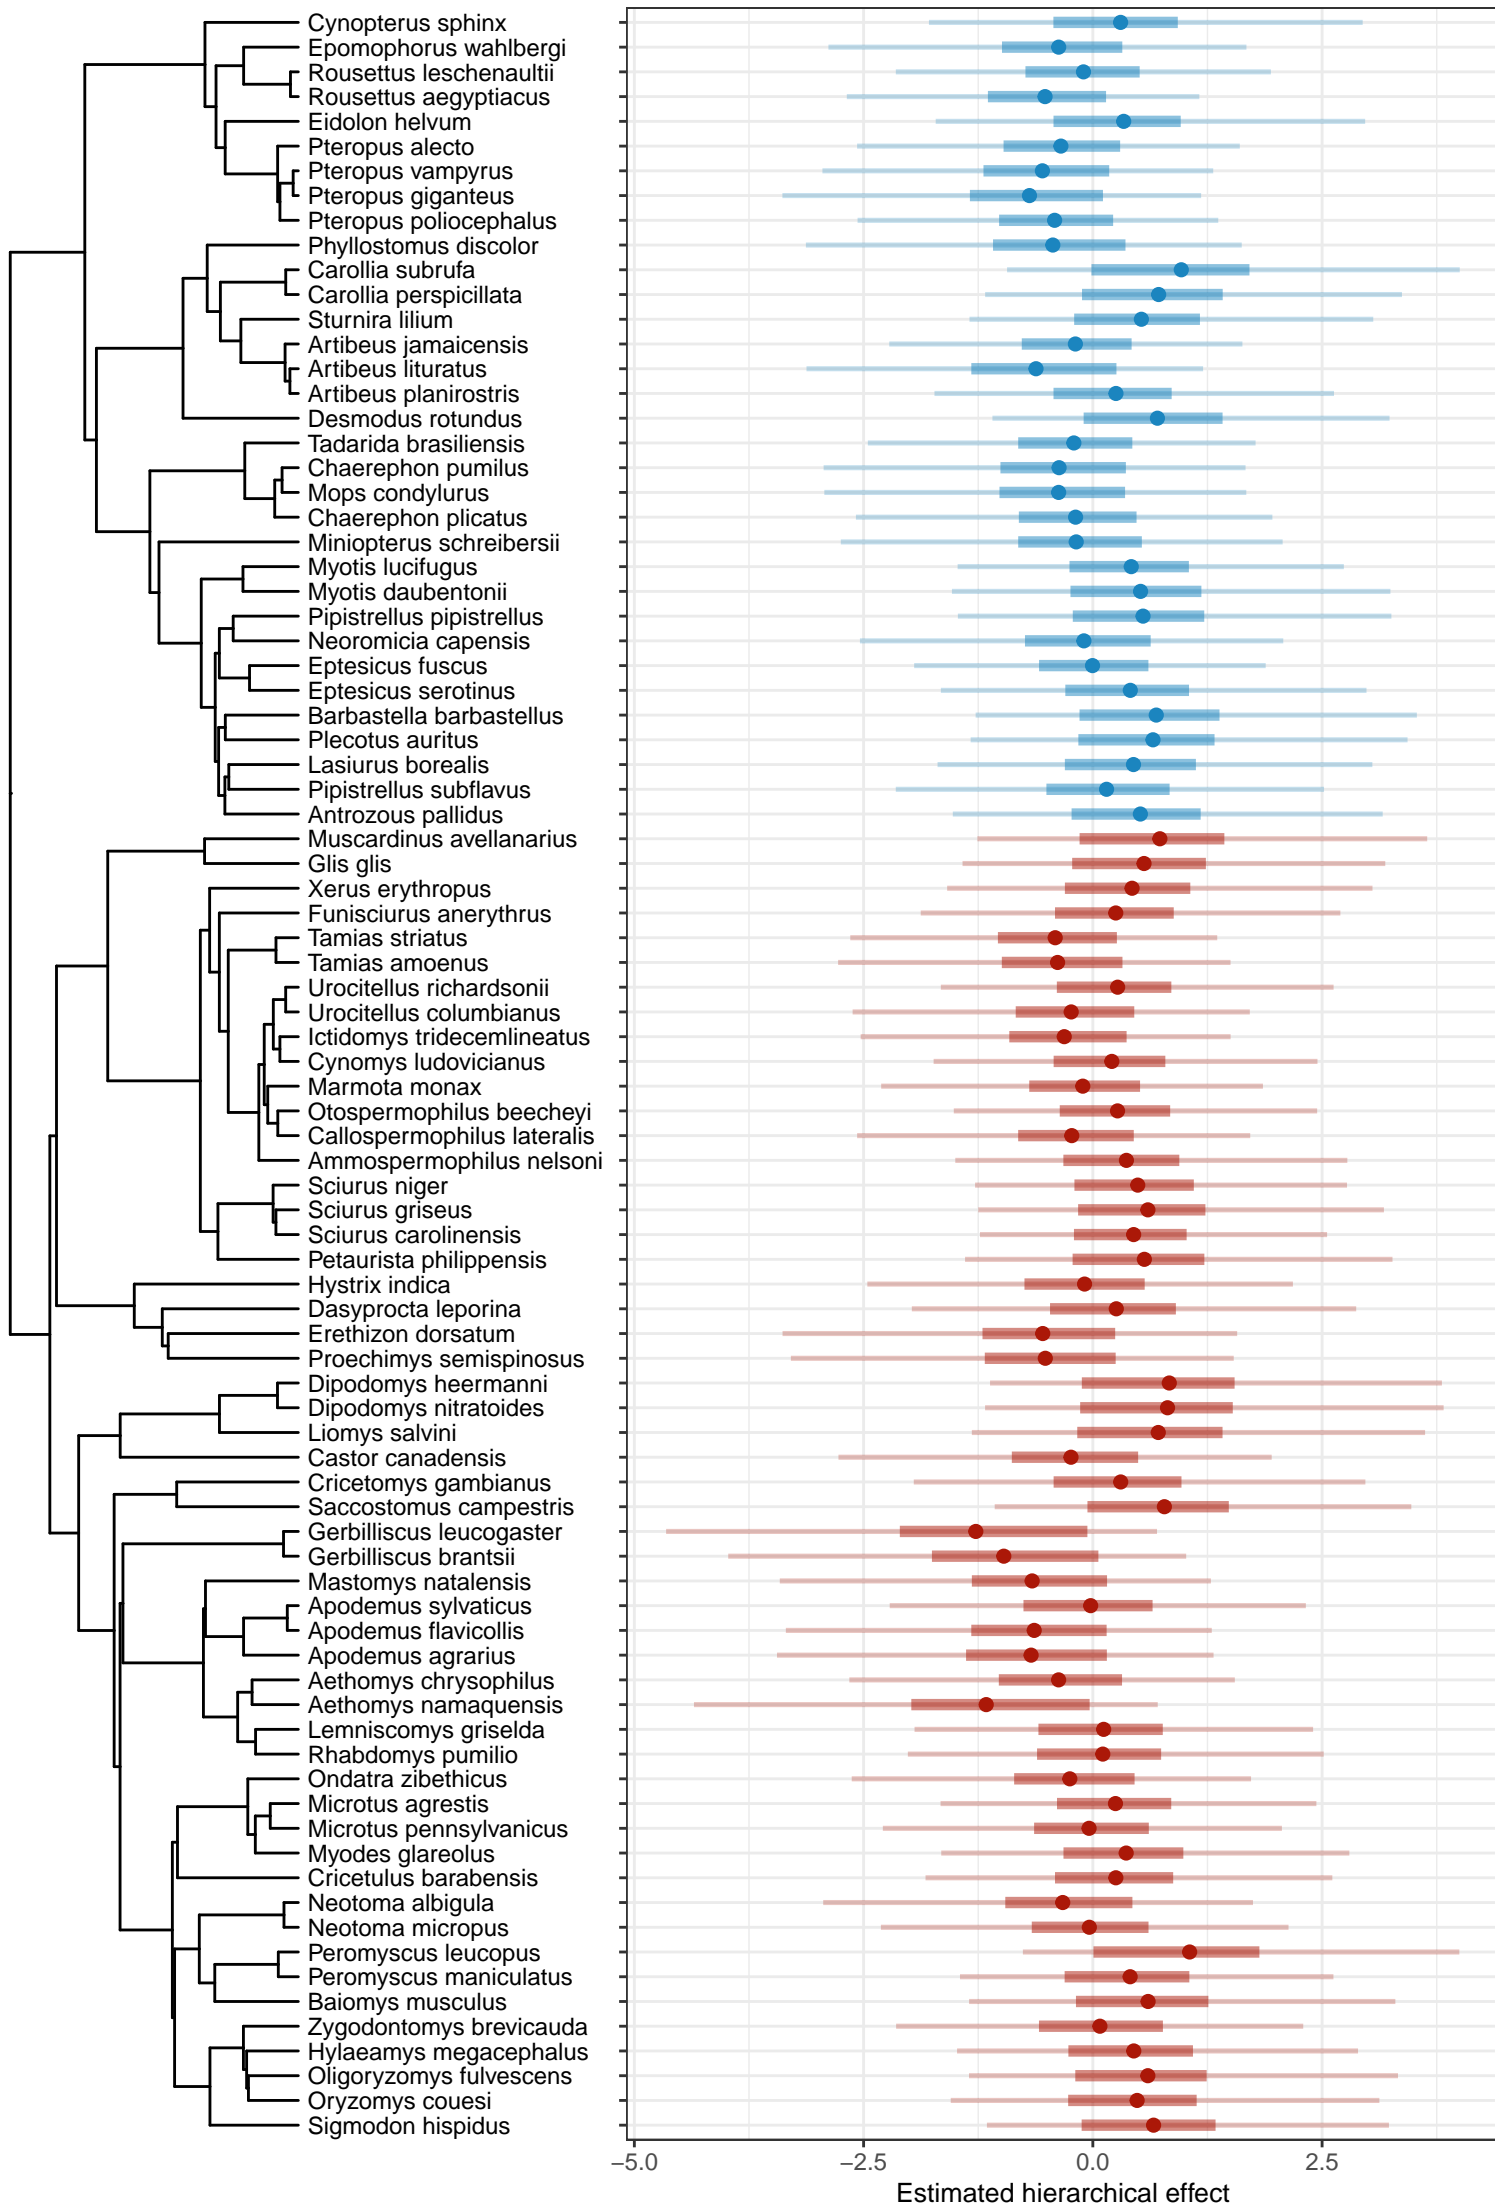 Cynopterus sphinx
Epomophorus wahlbergi
Rousettus leschenaultii
Rousettus aegyptiacus
Eidolon helvum
Pteropus alecto
Pteropus vampyrus
Pteropus giganteus
Pteropus poliocephalus
Phyllostomus discolor
Carollia subrufa
Carollia perspicillata
Sturnira lilium
Artibeus jamaicensis
Artibeus lituratus
Artibeus planirostris
Desmodus rotundus
Tadarida brasiliensis
Chaerephon pumilus
Mops condylurus
Chaerephon plicatus
Miniopterus schreibersii
Myotis lucifugus
Myotis daubentonii
Pipistrellus pipistrellus
Neoromicia capensis
Eptesicus fuscus
Eptesicus serotinus
Barbastella barbastellus
Plecotus auritus
Lasiurus borealis
Pipistrellus subflavus
Antrozous pallidus
Muscardinus avellanarius
Glis glis
Xerus erythropus
Funisciurus anerythrus
Tamias striatus
Tamias amoenus
Urocitellus richardsonii
Urocitellus columbianus
Ictidomys tridecemlineatus
Cynomys ludovicianus
Marmota monax
Otospermophilus beecheyi
Callospermophilus lateralis
Ammospermophilus nelsoni
Sciurus niger
Sciurus griseus
Sciurus carolinensis
Petaurista philippensis
Hystrix indica
Dasyprocta leporina
Erethizon dorsatum
Proechimys semispinosus
Dipodomys heermanni
Dipodomys nitratoides
Liomys salvini
Castor canadensis
Cricetomys gambianus
Saccostomus campestris
Gerbilliscus leucogaster
Gerbilliscus brantsii
Mastomys natalensis
Apodemus sylvaticus
Apodemus flavicollis
Apodemus agrarius
Aethomys chrysophilus
Aethomys namaquensis
Lemniscomys griselda
Rhabdomys pumilio
Ondatra zibethicus
Microtus agrestis
Microtus pennsylvanicus
Myodes glareolus
Cricetulus barabensis
Neotoma albigula
Neotoma micropus
Peromyscus leucopus
Peromyscus maniculatus
Baiomys musculus
Zygodontomys brevicauda
Hylaeamys megacephalus
Oligoryzomys fulvescens
Oryzomys couesi
Sigmodon hispidus
−5.0 −2.5 0.0 2.5
Estimated hierarchical effect